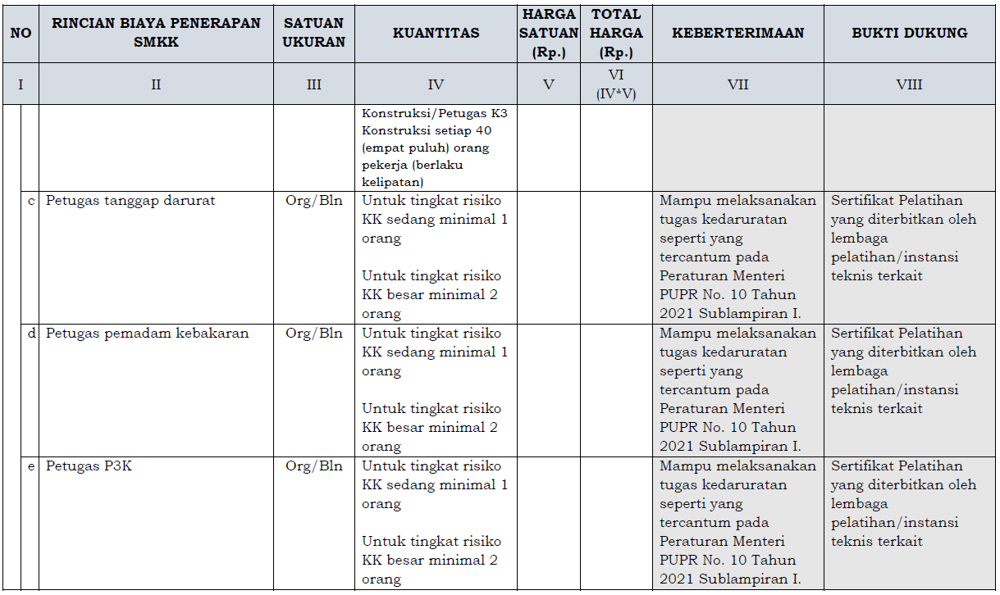 NO
RINCIAN BIAYA PENERAPAN
SMKK
SATUAN
UKURAN
KUANTITAS
HARGA
SATUAN
(Rp.)
TOTAL
HARGA
(Rp.)
KEBERTERIMAAN
BUKTI DUKUNG
I
II
III
IV
V
VI
(IV*V)
VII
VIII
Konstruksi/Petugas K3
Konstruksi setiap 40
(empat puluh) orang
pekerja (berlaku
kelipatan)
c
Petugas tanggap darurat
Org/Bln
Untuk tingkat risiko
KK sedang minimal 1
orang
Untuk tingkat risiko
KK besar minimal 2
orang
Mampu melaksanakan
tugas kedaruratan
seperti yang
tercantum pada
Peraturan Menteri
PUPR No. 10 Tahun
2021 Sublampiran I.
Sertifikat Pelatihan
yang diterbitkan oleh
lembaga
pelatihan/instansi
teknis terkait
d
Petugas pemadam kebakaran
Org/Bln
Untuk tingkat risiko
KK sedang minimal 1
orang
Untuk tingkat risiko
KK besar minimal 2
orang
Mampu melaksanakan
tugas kedaruratan
seperti yang
tercantum pada
Peraturan Menteri
PUPR No. 10 Tahun
2021 Sublampiran I.
Sertifikat Pelatihan
yang diterbitkan oleh
lembaga
pelatihan/instansi
teknis terkait
e
Petugas P3K
Org/Bln
Untuk tingkat risiko
KK sedang minimal 1
orang
Untuk tingkat risiko
KK besar minimal 2
orang
Mampu melaksanakan
tugas kedaruratan
seperti yang
tercantum pada
Peraturan Menteri
PUPR No. 10 Tahun
2021 Sublampiran I.
Sertifikat Pelatihan
yang diterbitkan oleh
lembaga
pelatihan/instansi
teknis terkait